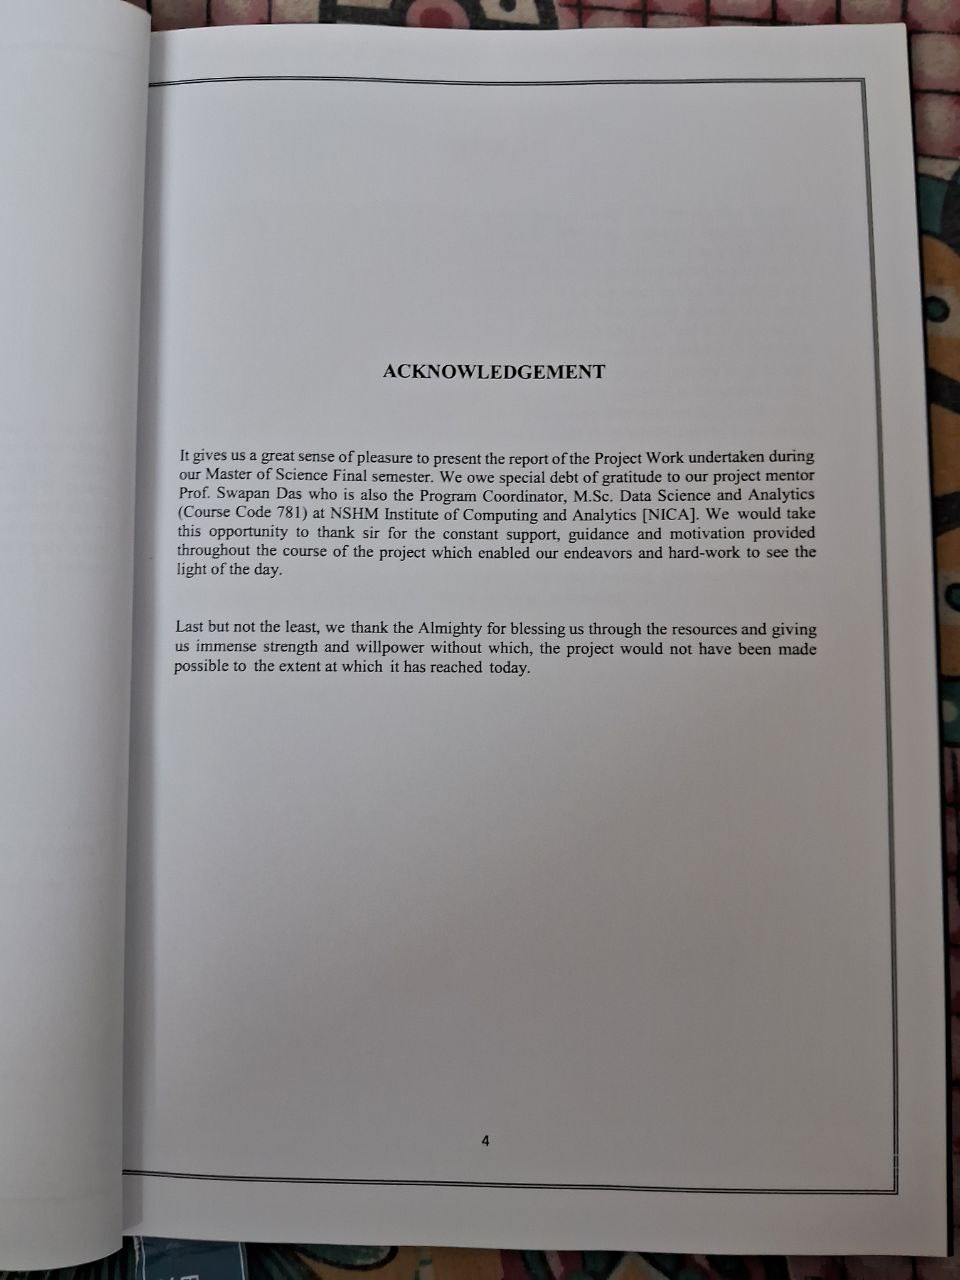 ACKNOWLEDGEMENT
It gives us a great sense of pleasure to present the report of the Project Work undertaken during
our Master of Science Final semester. We owe special debt of gratitude to our project mentor
Prof. Swapan Das who is also the Program Coordinator, M.Sc. Data Science and Analytics
(Course Code 781) at NSHM Institute of Computing and Analytics [NICA]. We would take
this opportunity to thank sir for the constant support, guidance and motivation provided
throughout the course of the project which enabled our endeavors and hard-work to see the
light of the day.
Last but not the least, we thank the Almighty for blessing us through the resources and giving
us immense strength and willpower without which, the project would not have been made
possible to the extent at which it has reached today.
4